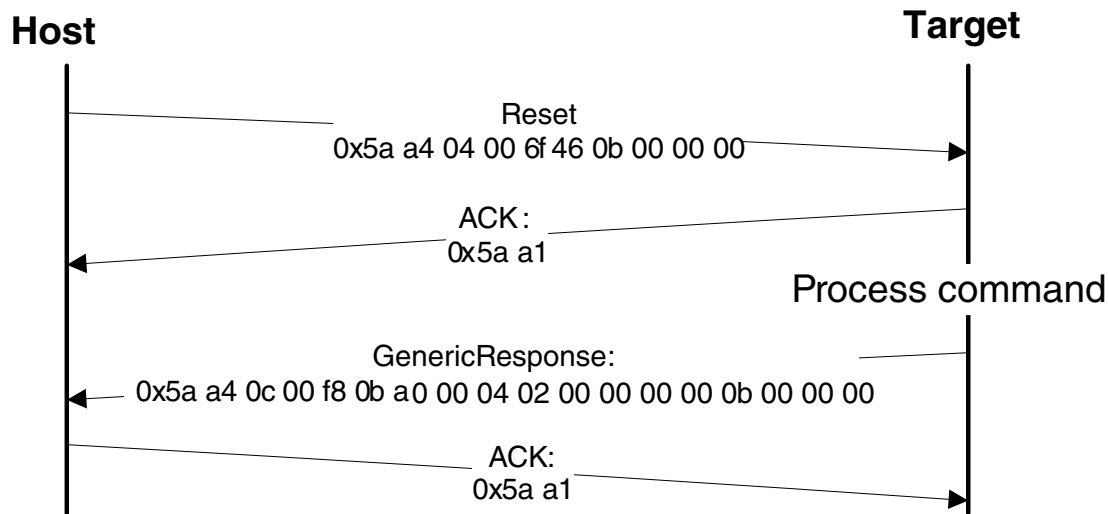 Host
Target
Reset
0x5a a4 04 00 6f 46 0b 00 00 00
ACK:
0x5a a1
Process command
GenericResponse:
0x5a a4 0c 00 f8 0b a0 00 04 02 00 00 00 00 0b 00 00 00
ACK:
0x5a a1